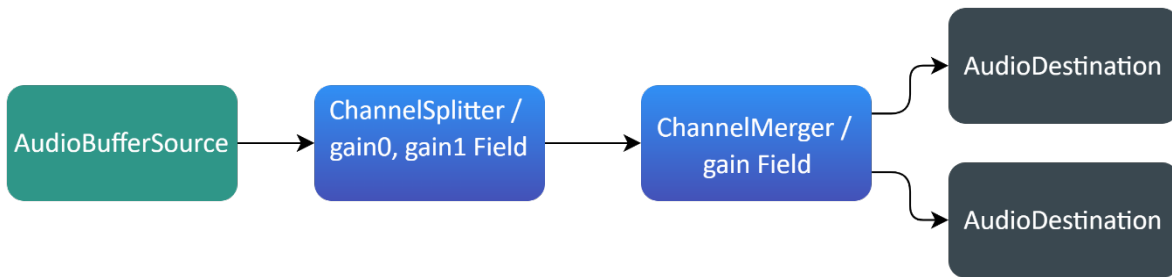 AudioBufferSource
ChannelSplitter /
gain0, gain1 Field
ChannelMerger /
gain Field
AudioDestination
AudioDestination